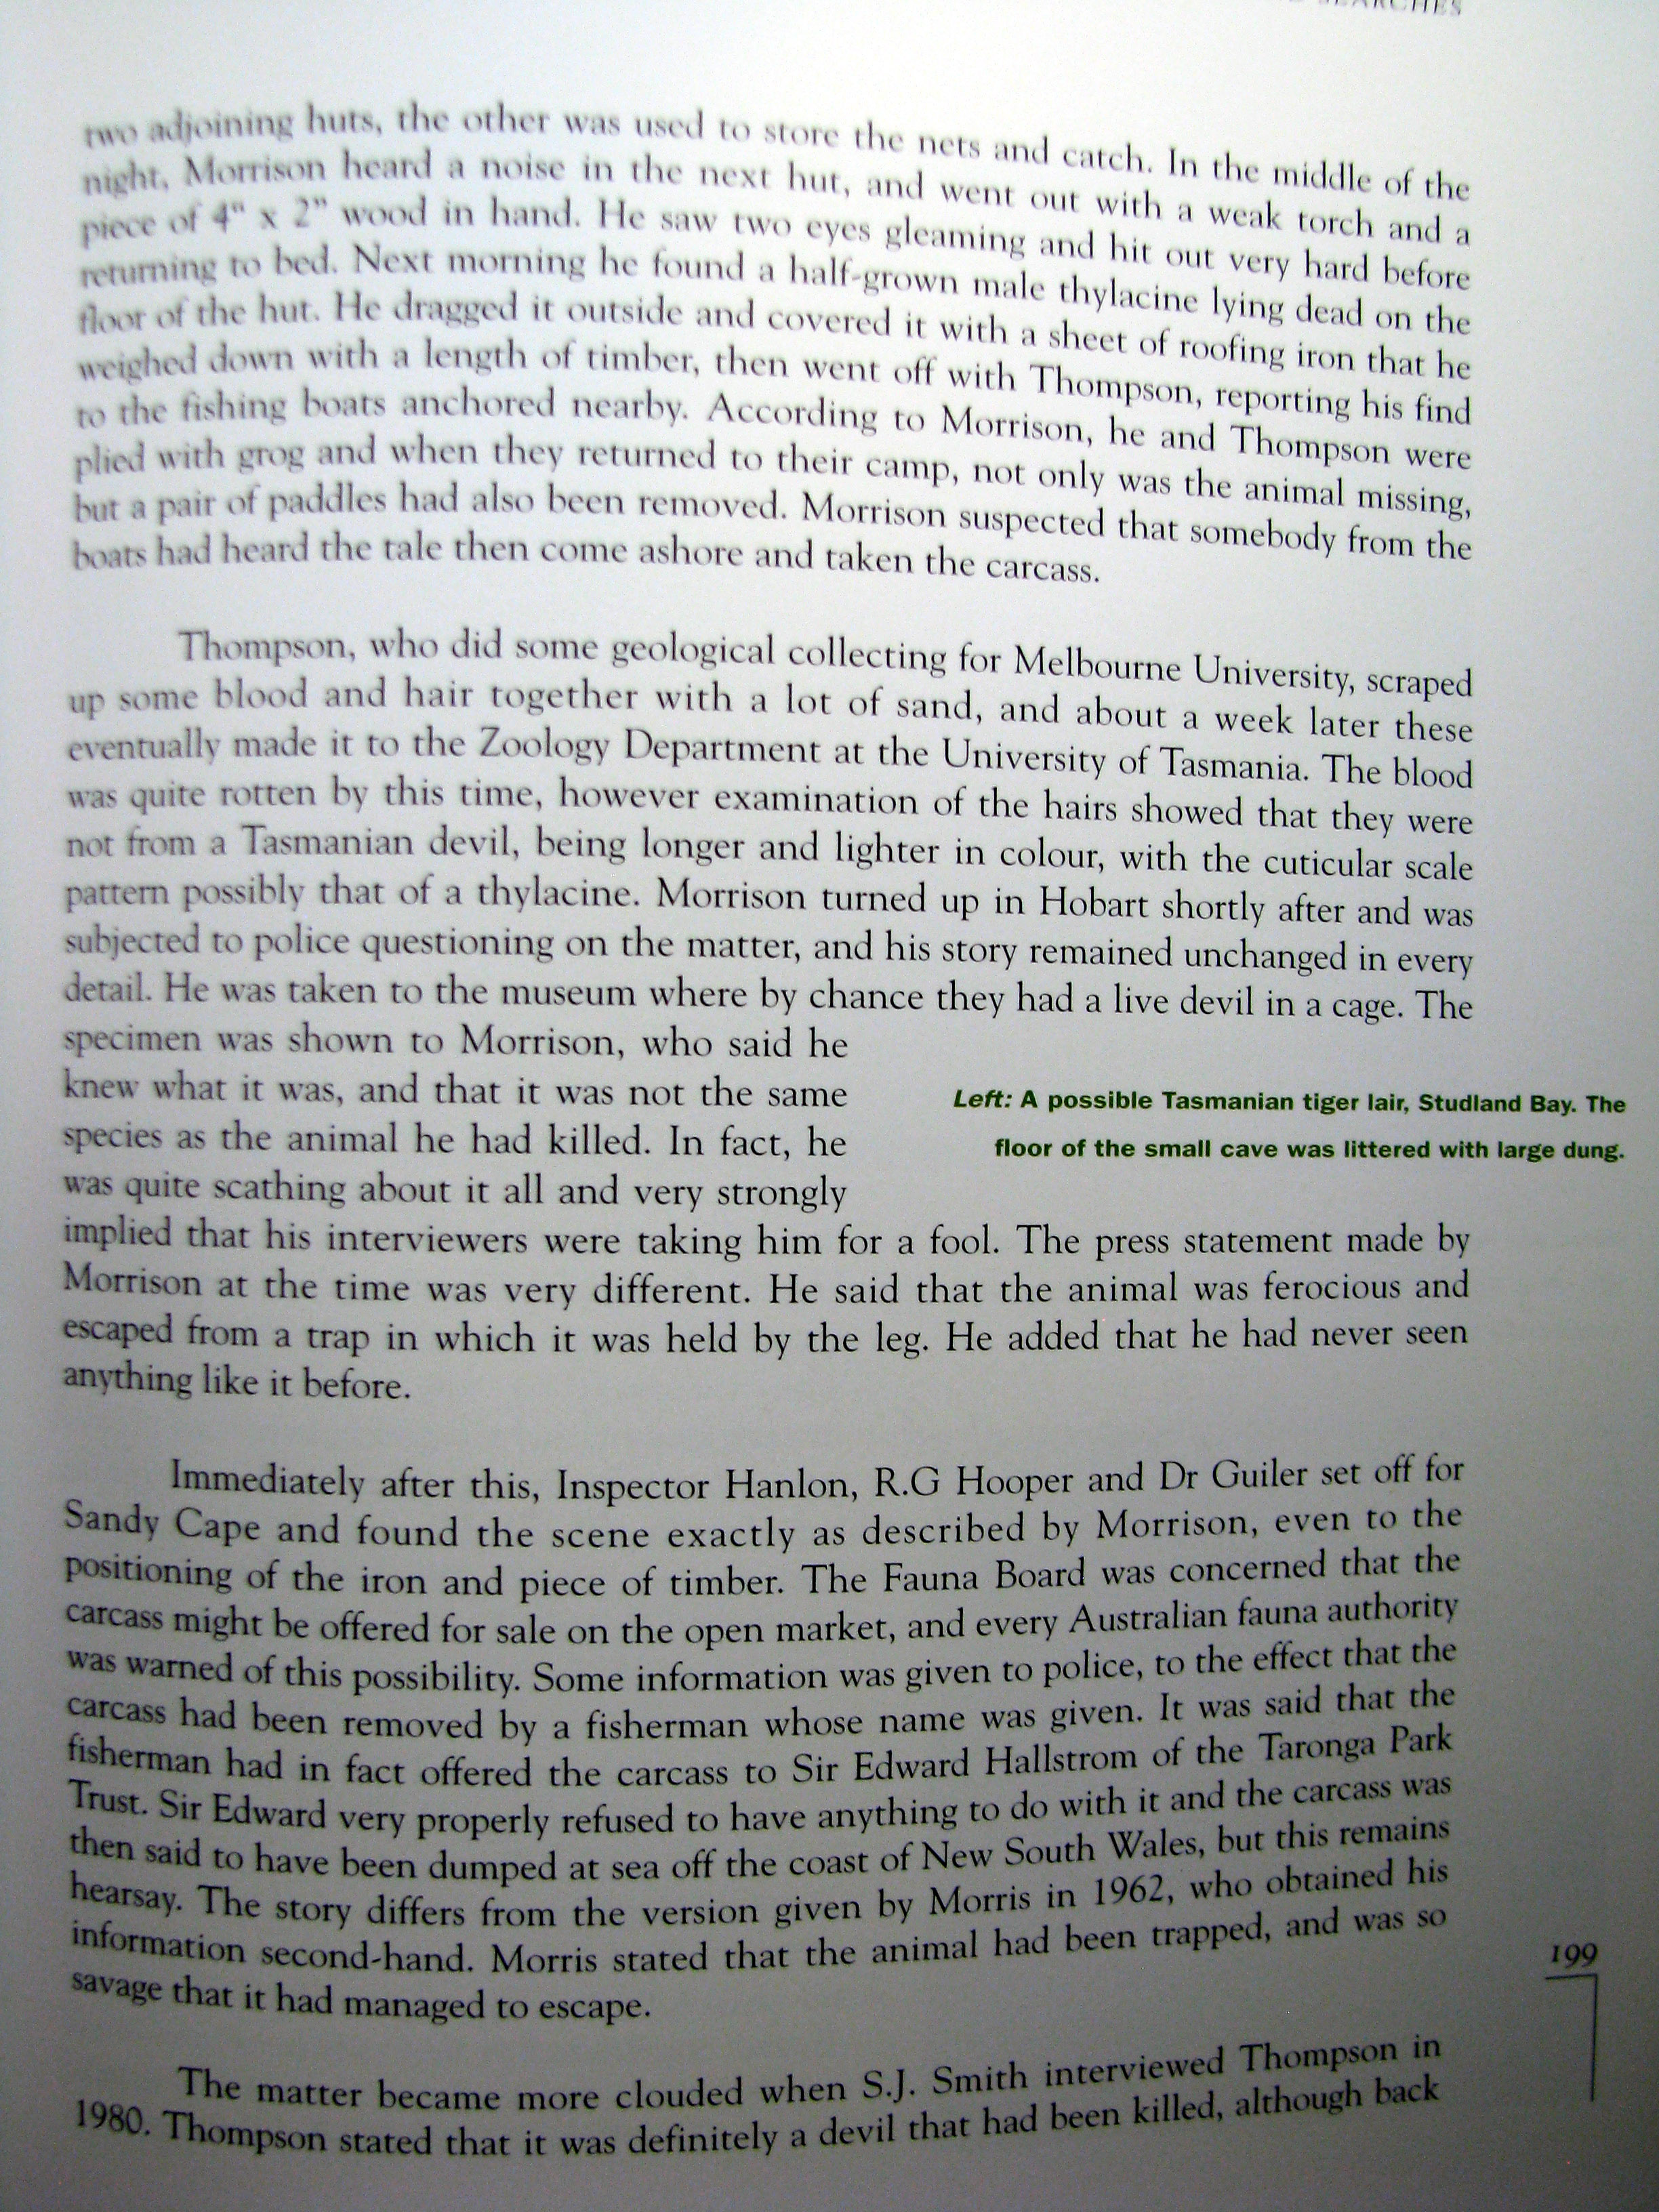 SEARCHES
two adjoining huts, the other was used to store the nets and catch. In the middle of the
night, Morrison heard a noise in the next hut, and went out with a weak torch and a
piece of 4" x 2" wood in hand. He saw two eyes gleaming and hit out very hard before
returning to bed. Next morning he found a half-grown male thylacine lying dead on the
floor of the hut. He dragged it outside and covered it with a sheet of roofing iron that he
weighed down with a length of timber, then went off with Thompson, reporting his find
to the fishing boats anchored nearby. According to Morrison, he and Thompson were
plied with grog and when they returned to their camp, not only was the animal missing,
but a pair of paddles had also been removed. Morrison suspected that somebody from the
boats had heard the tale then come ashore and taken the carcass.
Thompson, who did some geological collecting for Melbourne University, scraped
up some blood and hair together with a lot of sand, and about a week later these
eventually made it to the Zoology Department at the University of Tasmania. The blood
was quite rotten by this time, however examination of the hairs showed that they were
not from a Tasmanian devil, being longer and lighter in colour, with the cuticular scale
pattern possibly that of a thylacine. Morrison turned up in Hobart shortly after and was
subjected to police questioning on the matter, and his story remained unchanged in every
detail. He was taken to the museum where by chance they had a live devil in a cage. The
specimen was shown to Morrison, who said he
knew what it was, and that it was not the same
species as the animal he had killed. In fact, he
was quite scathing about it all and very strongly
implied that his interviewers were taking him for a fool. The press statement made by
Morrison at the time was very different. He said that the animal was ferocious and
escaped from a trap in which it was held by the leg. He added that he had never seen
anything like it before.
Left: A possible Tasmanian tiger lair, Studland Bay. The
floor of the small cave was littered with large dung.
Immediately after this, Inspector Hanlon, R.G Hooper and Dr Guiler set off for
Sandy Cape and found the scene exactly as described by Morrison, even to the
positioning of the iron and piece of timber. The Fauna Board was concerned that the
carcass might be offered for sale on the open market, and every Australian fauna authority
was warned of this possibility. Some information was given to police, to the effect that the
carcass had been removed by a fisherman whose name was given. It was said that the
fisherman had in fact offered the carcass to Sir Edward Hallstrom of the Taronga Park
Trust. Sir Edward very properly refused to have anything to do with it and the carcass was
then said to have been dumped at sea off the coast of New South Wales, but this remains
hearsay. The story differs from the version given by Morris in 1962, who obtained his
information second-hand. Morris stated that the animal had been trapped, and was so
savage that it had managed to escape.
The matter became more clouded when S.J. Smith interviewed Thompson in
1980. Thompson stated that it was definitely a devil that had been killed, although back
199